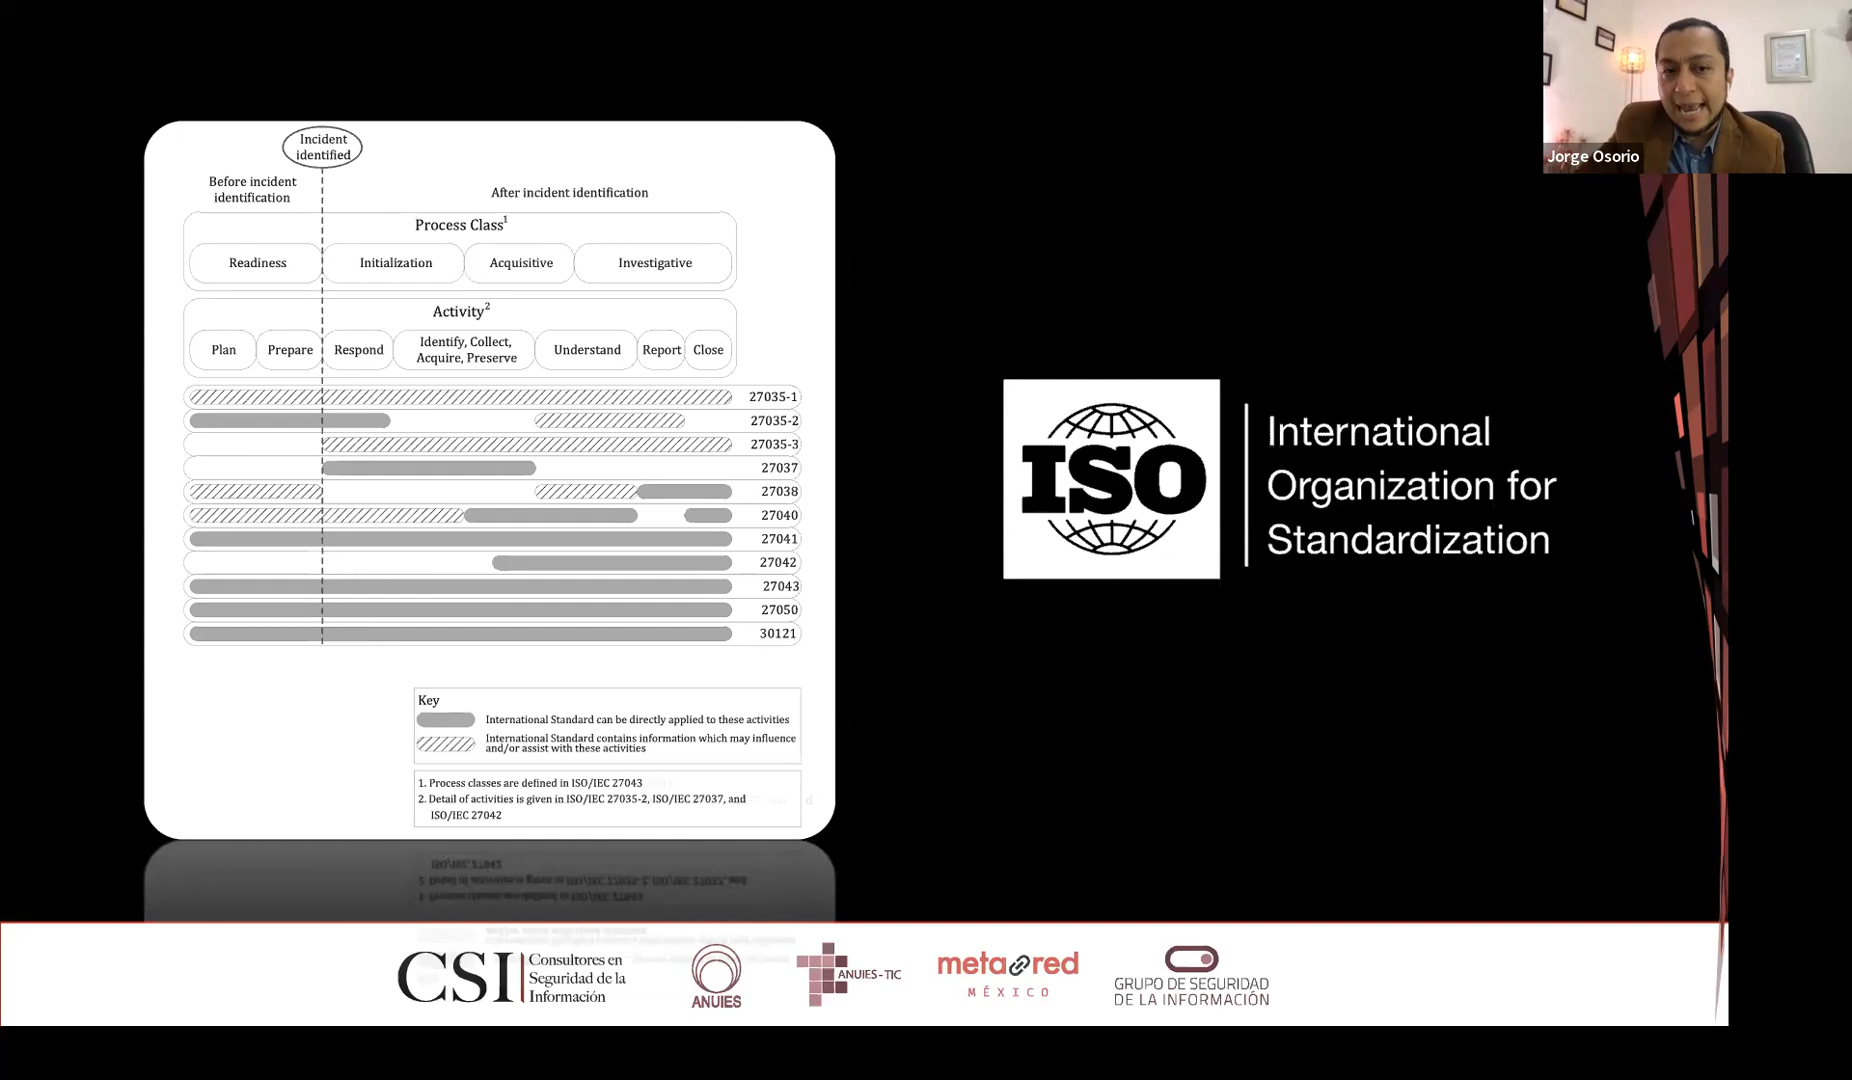 Jorge Osorio
Incident
identified
Before incident
identification
After incident identification
Process Class1
Readiness
Initialization
Acquisitive
Investigative
Activity2
Plan
Prepare
Respond
Identify, Collect,
Acquire, Preserve
Understand
Report
Close
27035-1
27035-2
27035-3
27037
27038
27040
27041
27042
27043
27050
30121
Key
International Standard can be directly applied to these activities
International Standard contains information which may influence
and/or assist with these activities
1. Process classes are defined in ISO/IEC 27043
2. Detail of activities is given in ISO/IEC 27035-2, ISO/IEC 27037, and
ISO/IEC 27042
ISO
International
Organization for
Standardization
CSI
Consultores en
Seguridad de la
Información
ANUIES
ANUIES-TIC
metared
MÉXICO
GRUPO DE SEGURIDAD
DE LA INFORMACIÓN